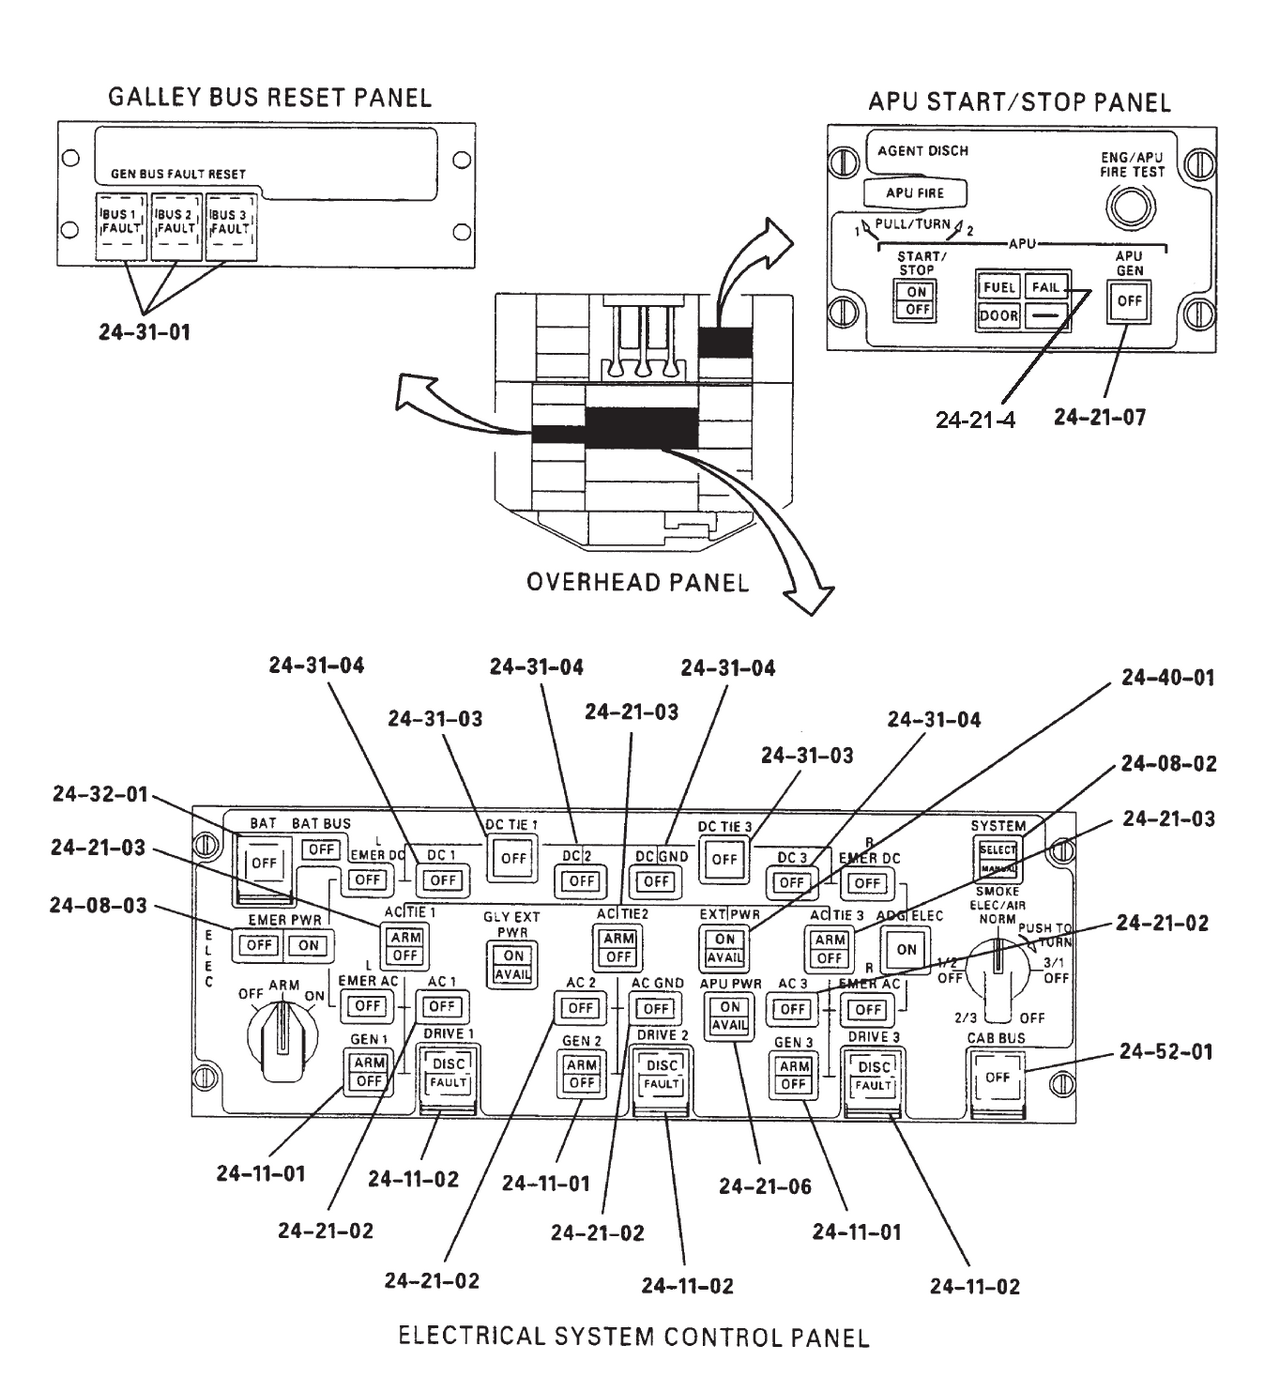 GALLEY BUS RESET PANEL
GEN BUS FAULT RESET
BUS 1 FAULT
BUS 2 FAULT
BUS 3 FAULT
24-31-01
APU START/STOP PANEL
AGENT DISCH
ENG/APU
FIRE TEST
APU FIRE
1 PULL/TURN 2
APU
START/
STOP
APU
GEN
ON
OFF
FUEL FAIL
DOOR —
OFF
24-21-4
24-21-07
OVERHEAD PANEL
24-31-04 24-31-04 24-31-04 24-40-01
24-31-03 24-21-03 24-31-04
24-31-03 24-08-02
24-32-01
24-21-03
24-21-03
24-08-03
24-21-02
24-52-01
BAT BAT BUS
OFF OFF
L
EMER DC
OFF
DC 1
OFF
DC TIE 1
OFF
DC 2
OFF
DC GND
OFF
DC TIE 3
OFF
DC 3
OFF
R
EMER DC
OFF
SYSTEM
SELECT
MANUAL
SMOKE
ELEC/AIR
NORM
PUSH TO
TURN
1/2
OFF
3/1
OFF
2/3
OFF
ELEC
EMER PWR
OFF ON
AC TIE 1
ARM
OFF
GLY EXT
PWR
ON
AVAIL
AC TIE2
ARM
OFF
EXT PWR
ON
AVAIL
AC TIE 3
ARM
OFF
ADG ELEC
ON
OFF ARM ON
L
EMER AC
OFF
AC 1
OFF
AC 2
OFF
AC GND
OFF
APU PWR
ON
AVAIL
AC 3
OFF
R
EMER AC
OFF
GEN 1
ARM
OFF
DRIVE 1
DISC
FAULT
GEN 2
ARM
OFF
DRIVE 2
DISC
FAULT
GEN 3
ARM
OFF
DRIVE 3
DISC
FAULT
CAB BUS
OFF
24-11-01 24-11-02 24-11-01 24-21-06
24-21-02 24-21-02 24-11-01
24-21-02 24-11-02 24-11-02
ELECTRICAL SYSTEM CONTROL PANEL